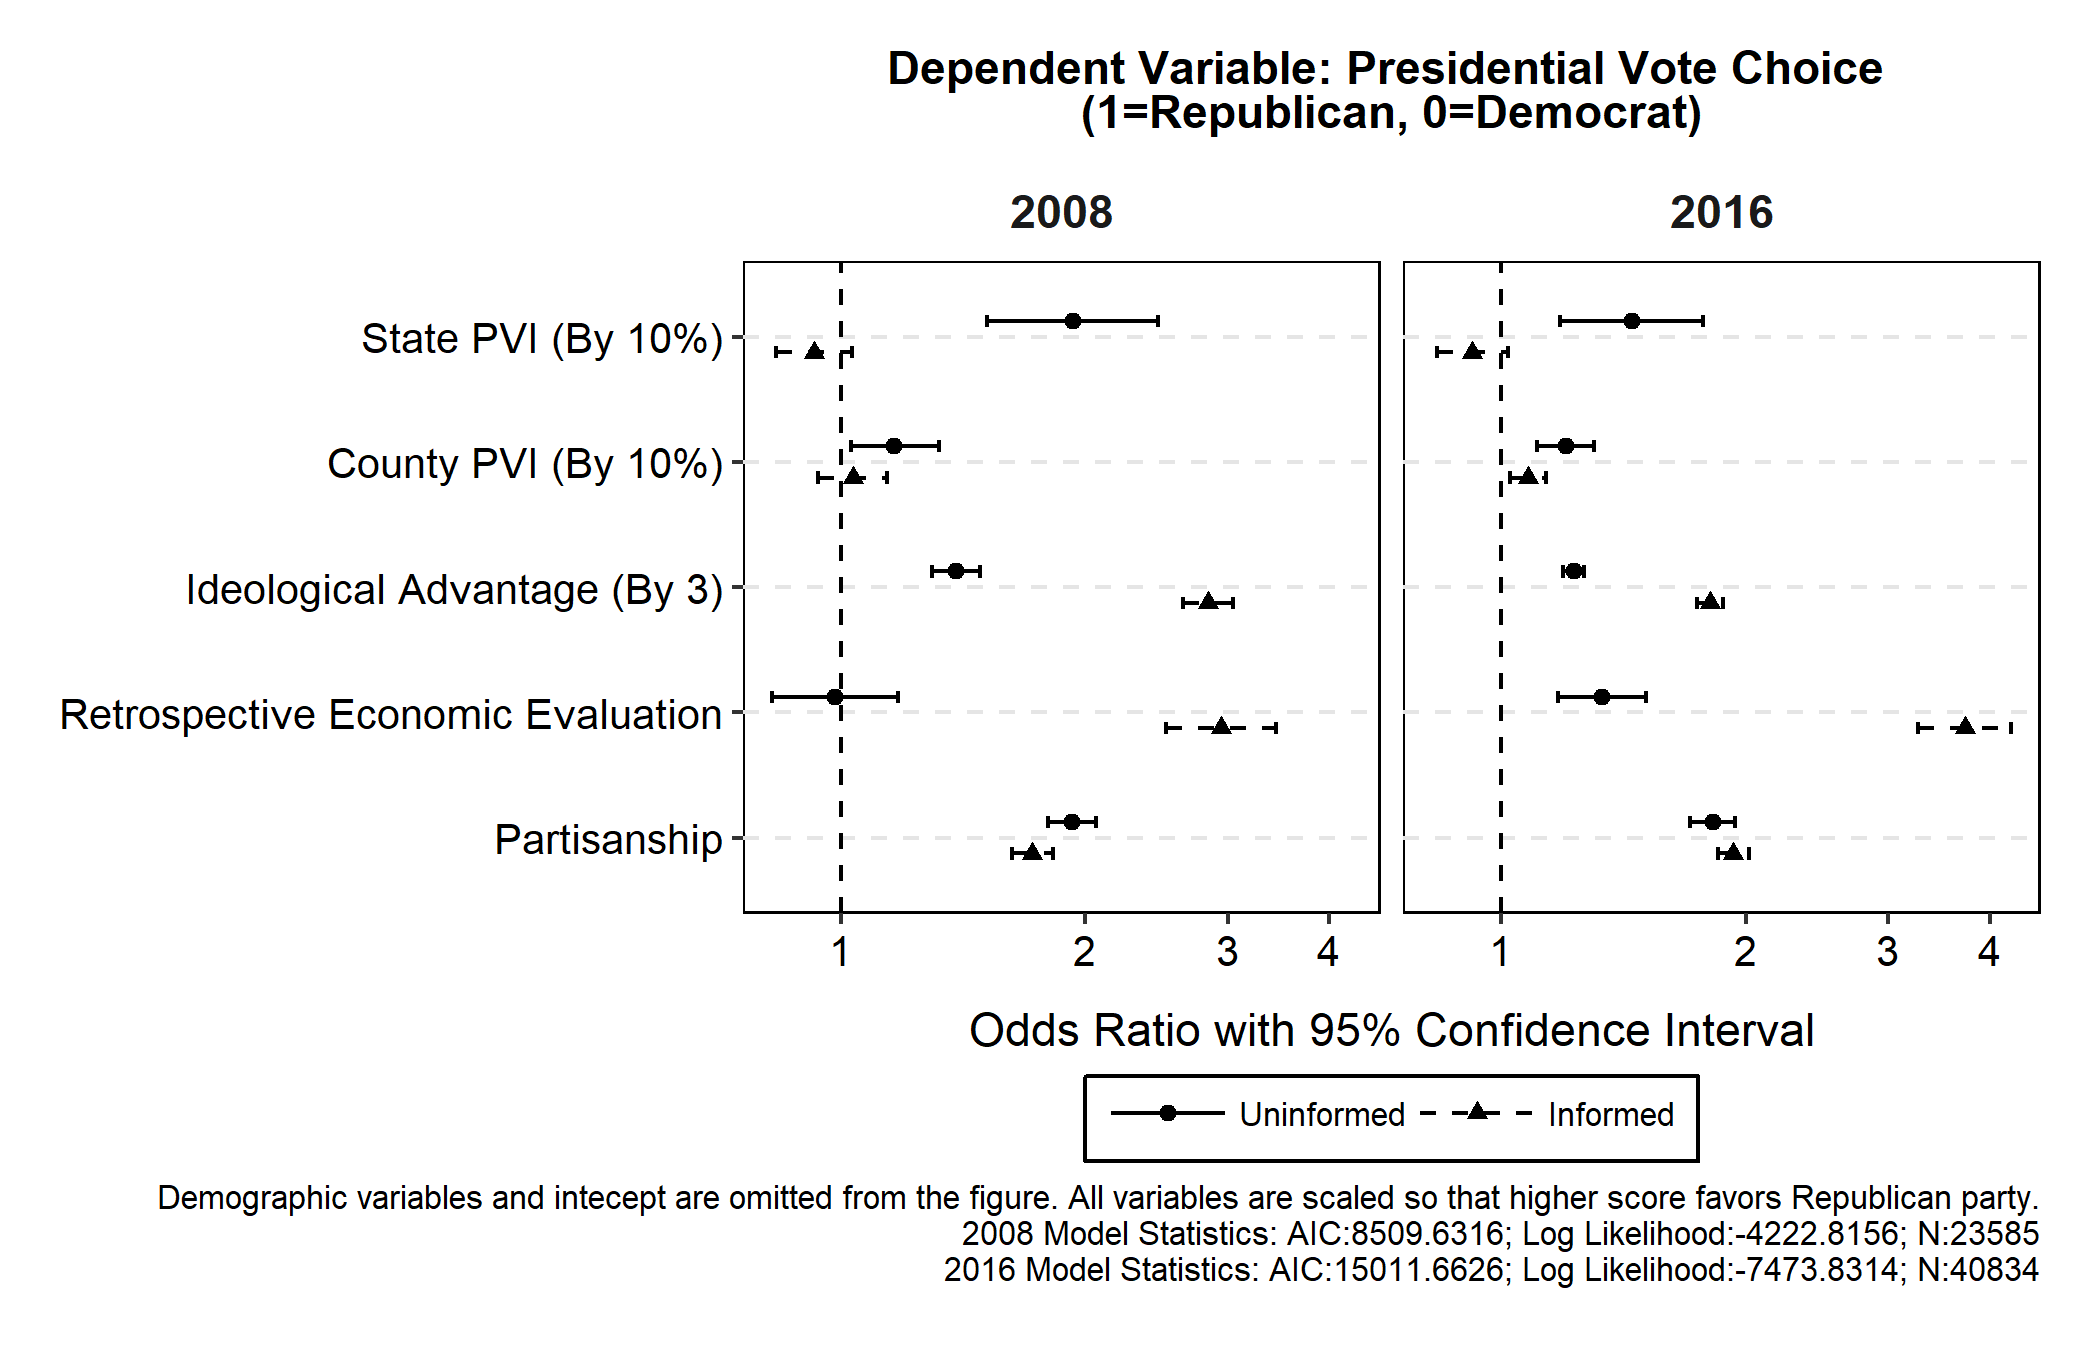 Dependent Variable: Presidential Vote Choice
(1=Republican, 0=Democrat)
2008
2016
State PVI (By 10%)
County PVI (By 10%)
Ideological Advantage (By 3)
Retrospective Economic Evaluation
Partisanship
1 2 3 4
1 2 3 4
Odds Ratio with 95% Confidence Interval
Uninformed Informed
Demographic variables and intecept are omitted from the figure. All variables are scaled so that higher score favors Republican party.
2008 Model Statistics: AIC:8509.6316; Log Likelihood:-4222.8156; N:23585
2016 Model Statistics: AIC:15011.6626; Log Likelihood:-7473.8314; N:40834